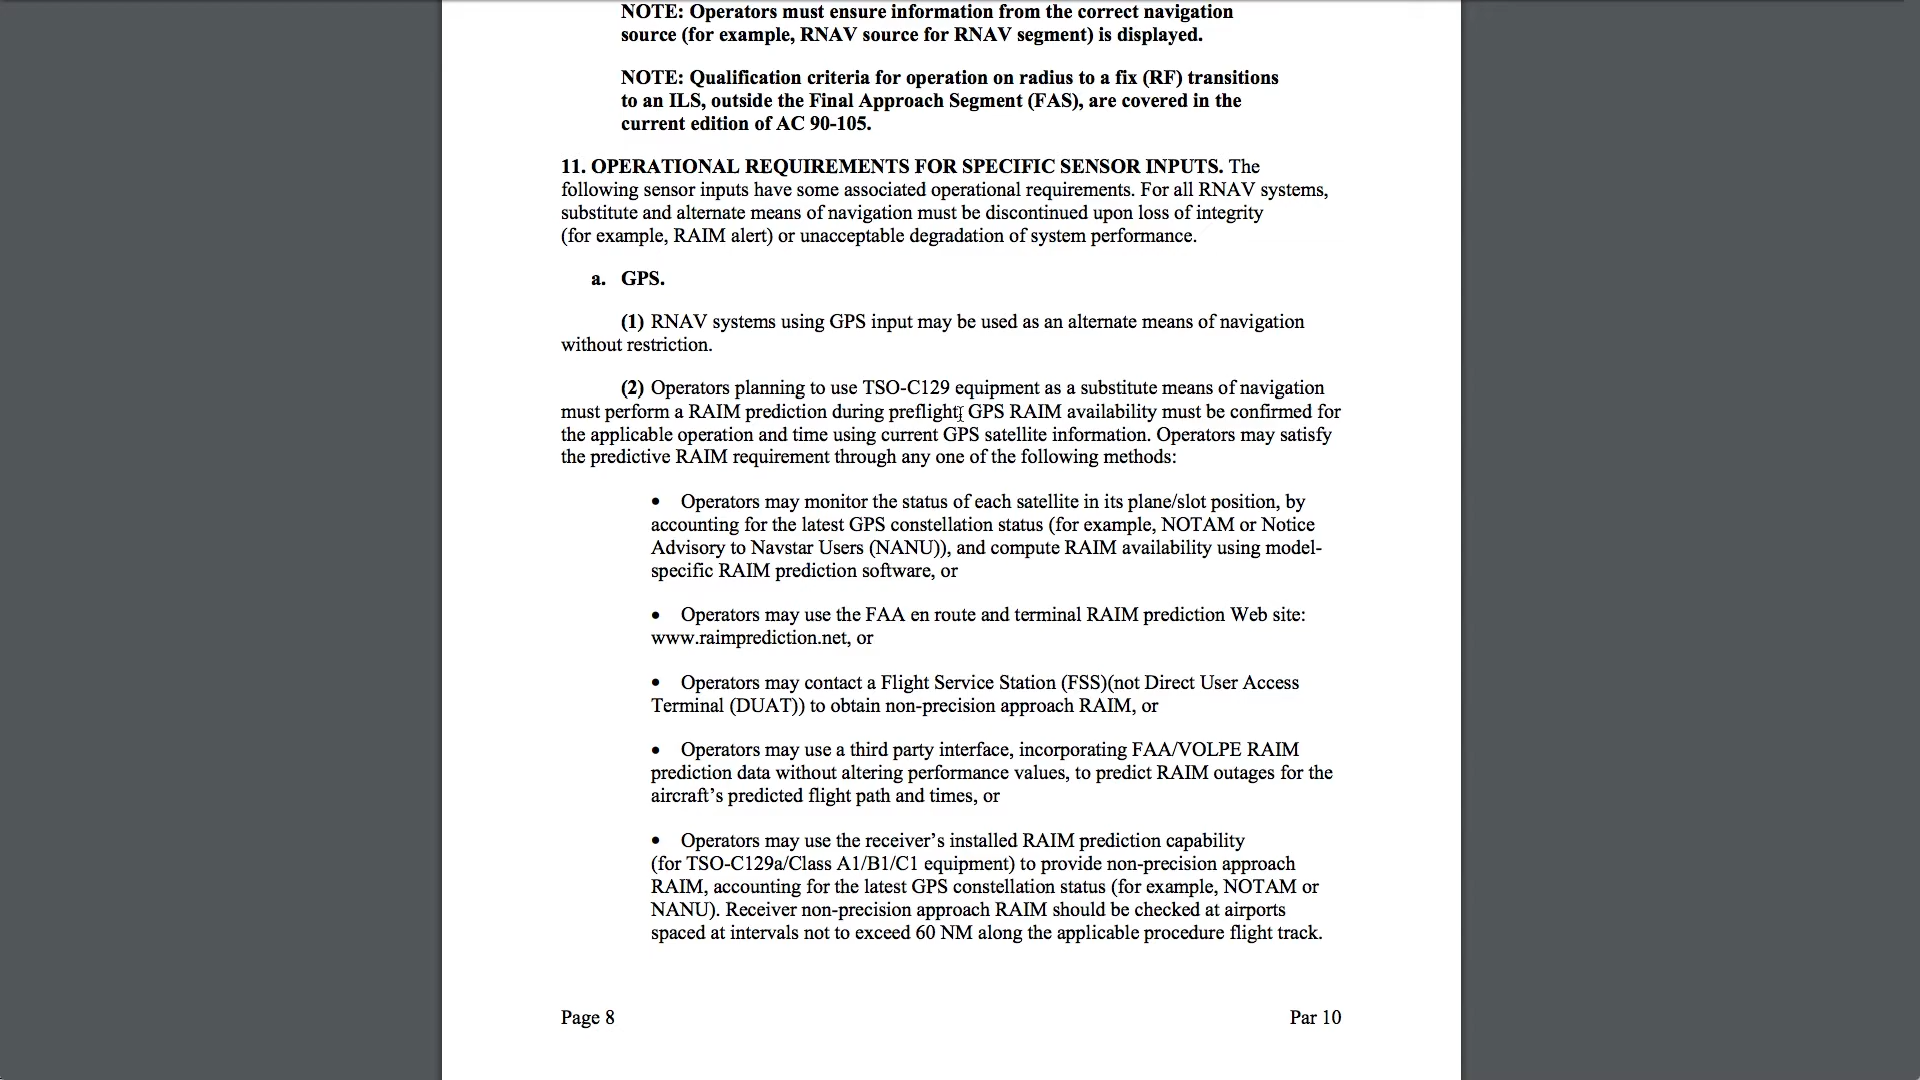 NOTE: Operators must ensure information from the correct navigation
source (for example, RNAV source for RNAV segment) is displayed.
NOTE: Qualification criteria for operation on radius to a fix (RF) transitions
to an ILS, outside the Final Approach Segment (FAS), are covered in the
current edition of AC 90-105.
11. OPERATIONAL REQUIREMENTS FOR SPECIFIC SENSOR INPUTS. The
following sensor inputs have some associated operational requirements. For all RNAV systems,
substitute and alternate means of navigation must be discontinued upon loss of integrity
(for example, RAIM alert) or unacceptable degradation of system performance.
a. GPS.
(1) RNAV systems using GPS input may be used as an alternate means of navigation
without restriction.
(2) Operators planning to use TSO-C129 equipment as a substitute means of navigation
must perform a RAIM prediction during preflight. GPS RAIM availability must be confirmed for
the applicable operation and time using current GPS satellite information. Operators may satisfy
the predictive RAIM requirement through any one of the following methods:
• Operators may monitor the status of each satellite in its plane/slot position, by
accounting for the latest GPS constellation status (for example, NOTAM or Notice
Advisory to Navstar Users (NANU)), and compute RAIM availability using model-
specific RAIM prediction software, or
• Operators may use the FAA en route and terminal RAIM prediction Web site:
www.raimprediction.net, or
• Operators may contact a Flight Service Station (FSS)(not Direct User Access
Terminal (DUAT)) to obtain non-precision approach RAIM, or
• Operators may use a third party interface, incorporating FAA/VOLPE RAIM
prediction data without altering performance values, to predict RAIM outages for the
aircraft's predicted flight path and times, or
• Operators may use the receiver's installed RAIM prediction capability
(for TSO-C129a/Class A1/B1/C1 equipment) to provide non-precision approach
RAIM, accounting for the latest GPS constellation status (for example, NOTAM or
NANU). Receiver non-precision approach RAIM should be checked at airports
spaced at intervals not to exceed 60 NM along the applicable procedure flight track.
Page 8
Par 10